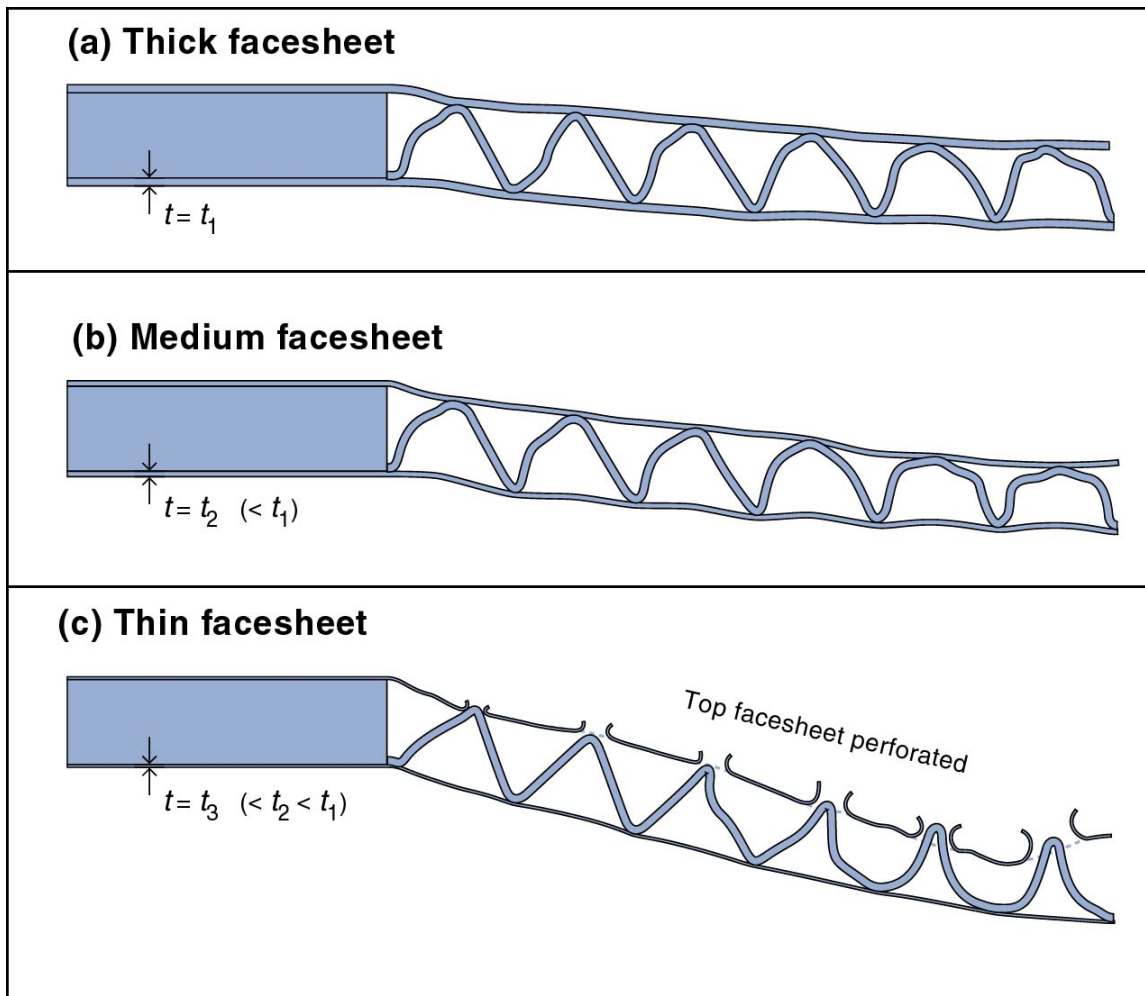 (a) Thick facesheet
t = t1
(b) Medium facesheet
t = t2 (< t1)
(c) Thin facesheet
Top facesheet perforated
t = t3 (< t2 < t1)